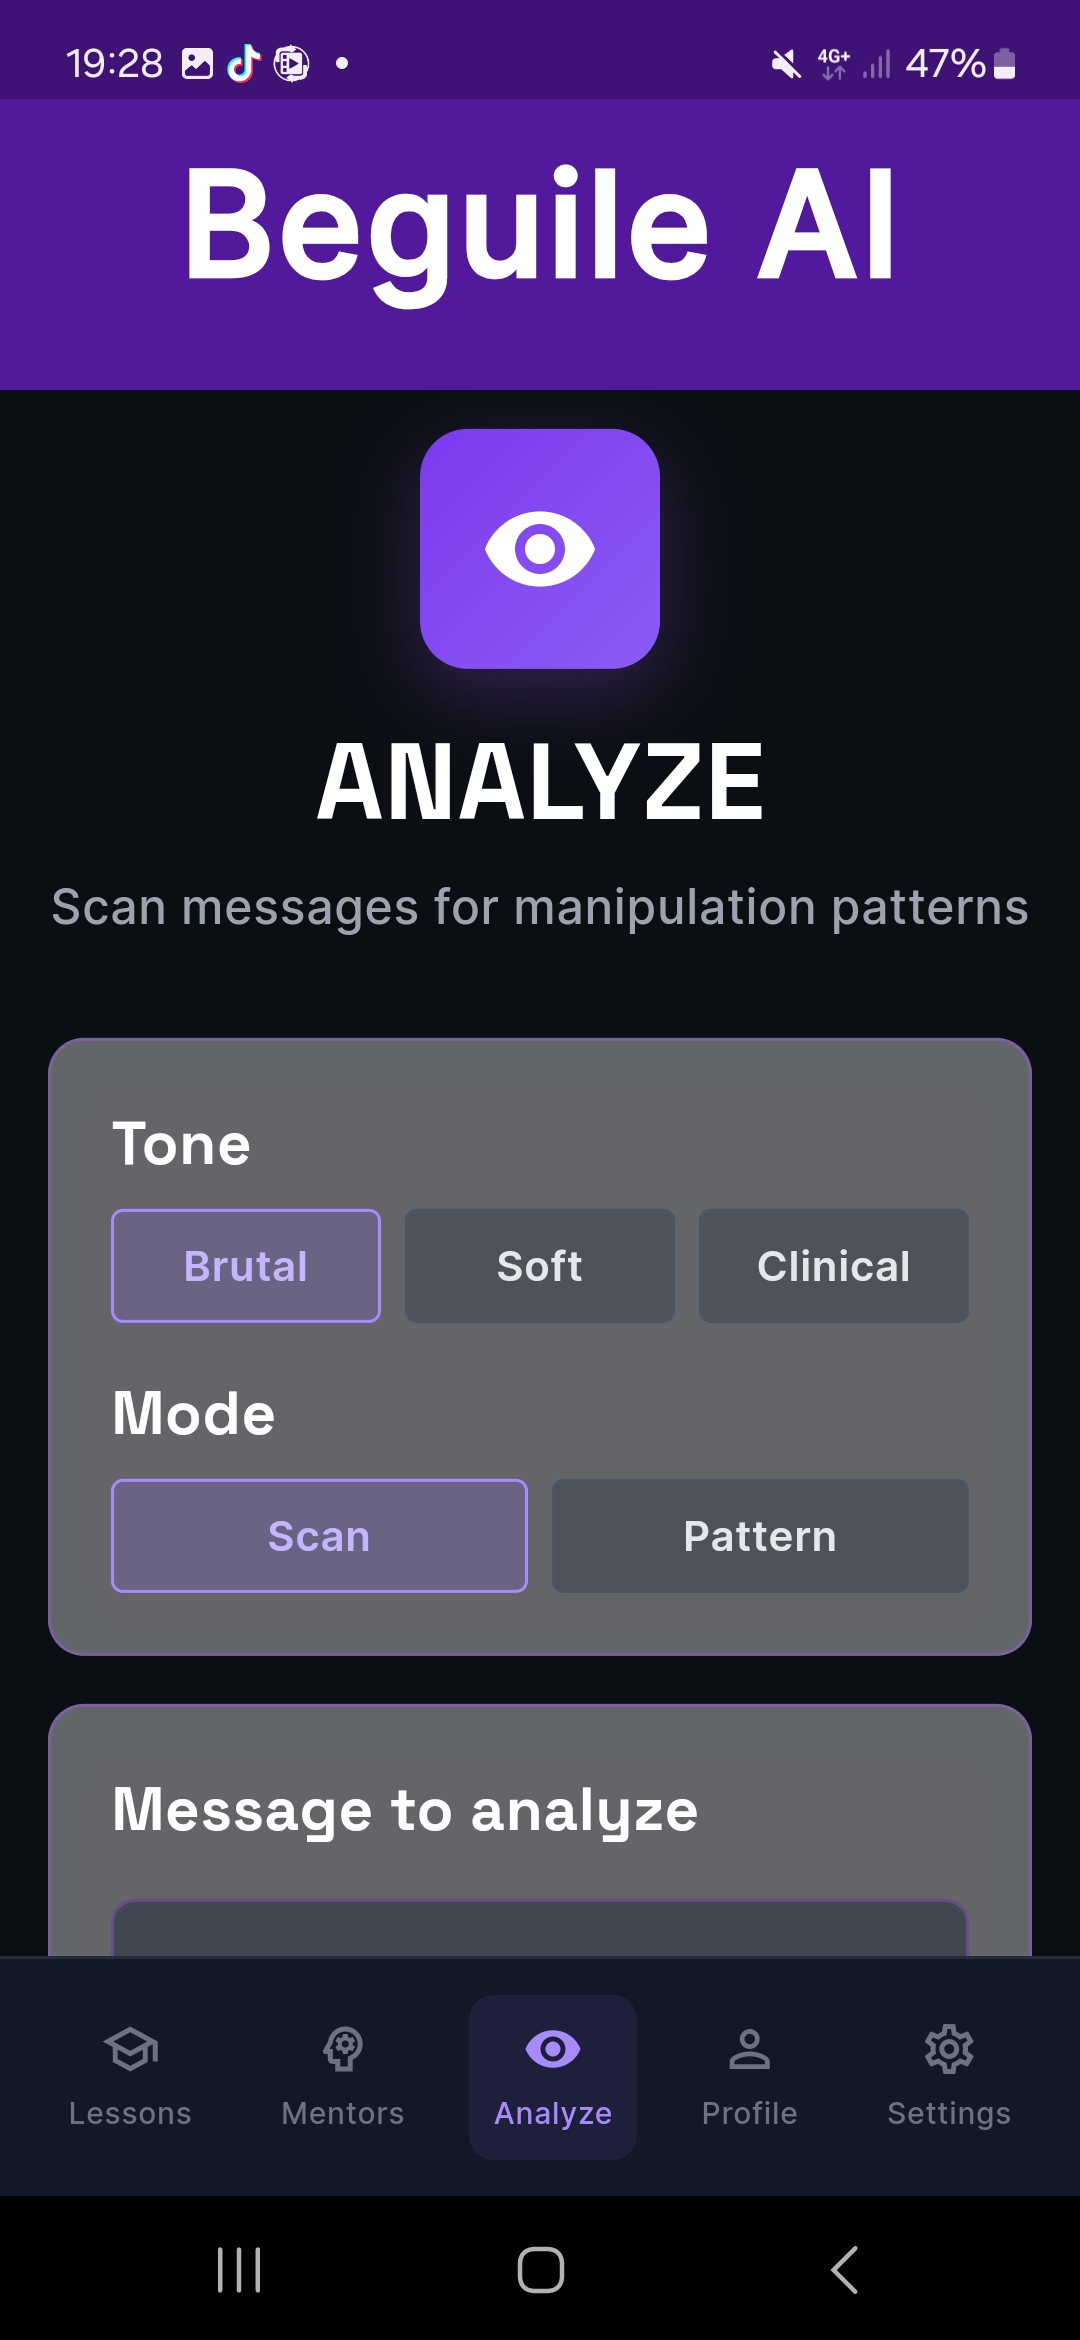 19:28 4G+ 47%
Beguile AI
ANALYZE
Scan messages for manipulation patterns
Tone
Brutal Soft Clinical
Mode
Scan Pattern
Message to analyze
Lessons Mentors Analyze Profile Settings